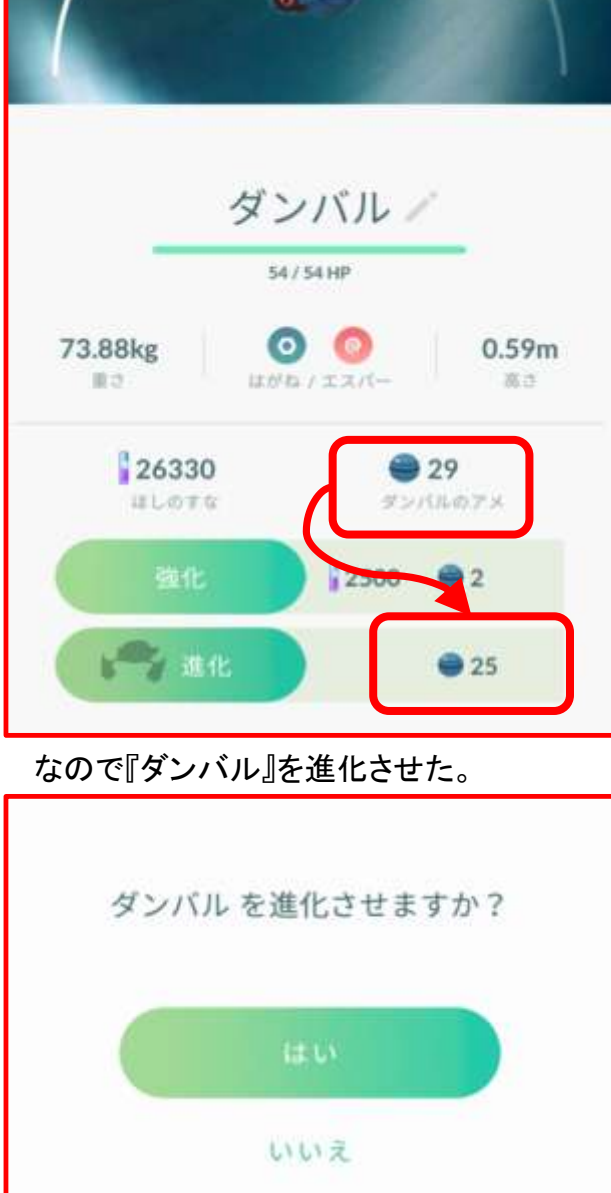 ダンバル
54 / 54 HP
73.88kg
0.59m
重さ
はがね / エスパー
高さ
26330
29
ほしのすな
ダンバルのアメ
強化
2500
2
進化
25
なので『ダンバル』を進化させた。
ダンバル を進化させますか？
はい
いいえ